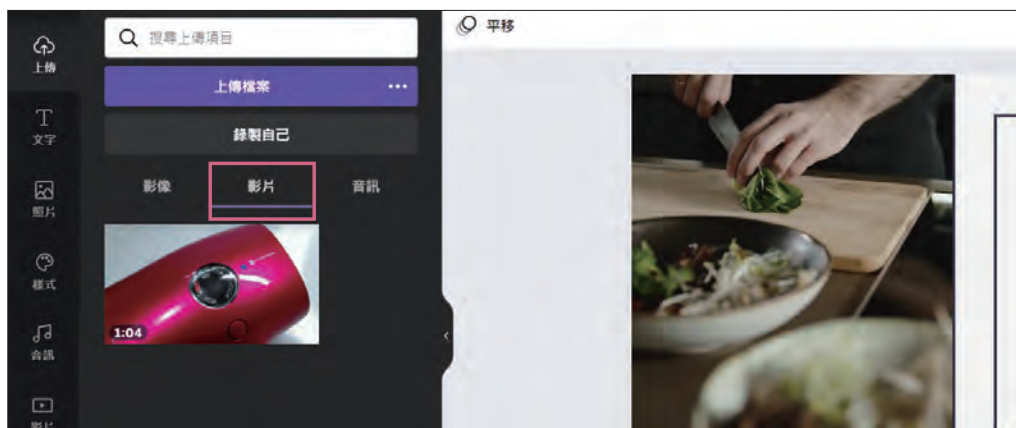 上傳
文字
照片
樣式
音訊
影片
搜尋上傳項目
上傳檔案
錄製自己
影像 影片 音訊
1:04
平移